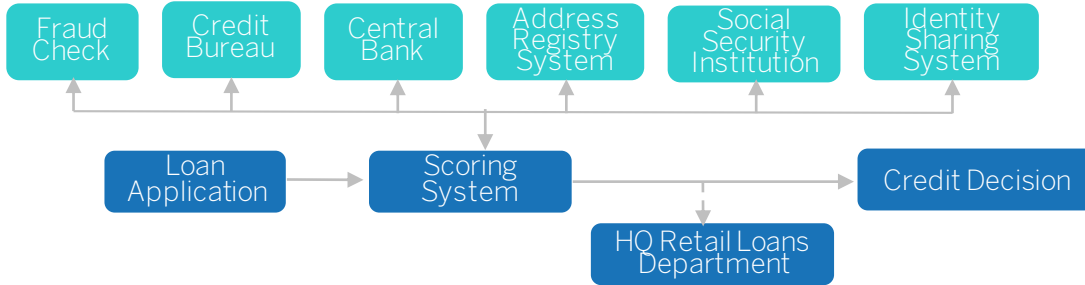 Fraud
Check
Credit
Bureau
Central
Bank
Address
Registry
System
Social
Security
Institution
Identity
Sharing
System
Loan
Application
Scoring
System
Credit Decision
HQ Retail Loans
Department